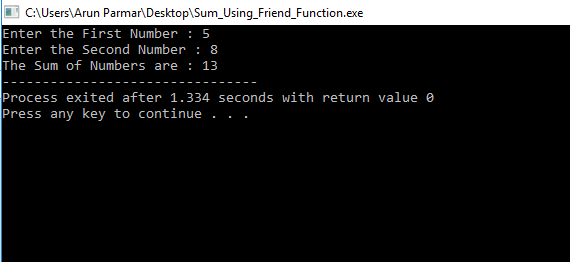 C:\Users\Arun Parmar\Desktop\Sum_Using_Friend_Function.exe
Enter the First Number : 5
Enter the Second Number : 8
The Sum of Numbers are : 13
--------------------------------
Process exited after 1.334 seconds with return value 0
Press any key to continue . . .